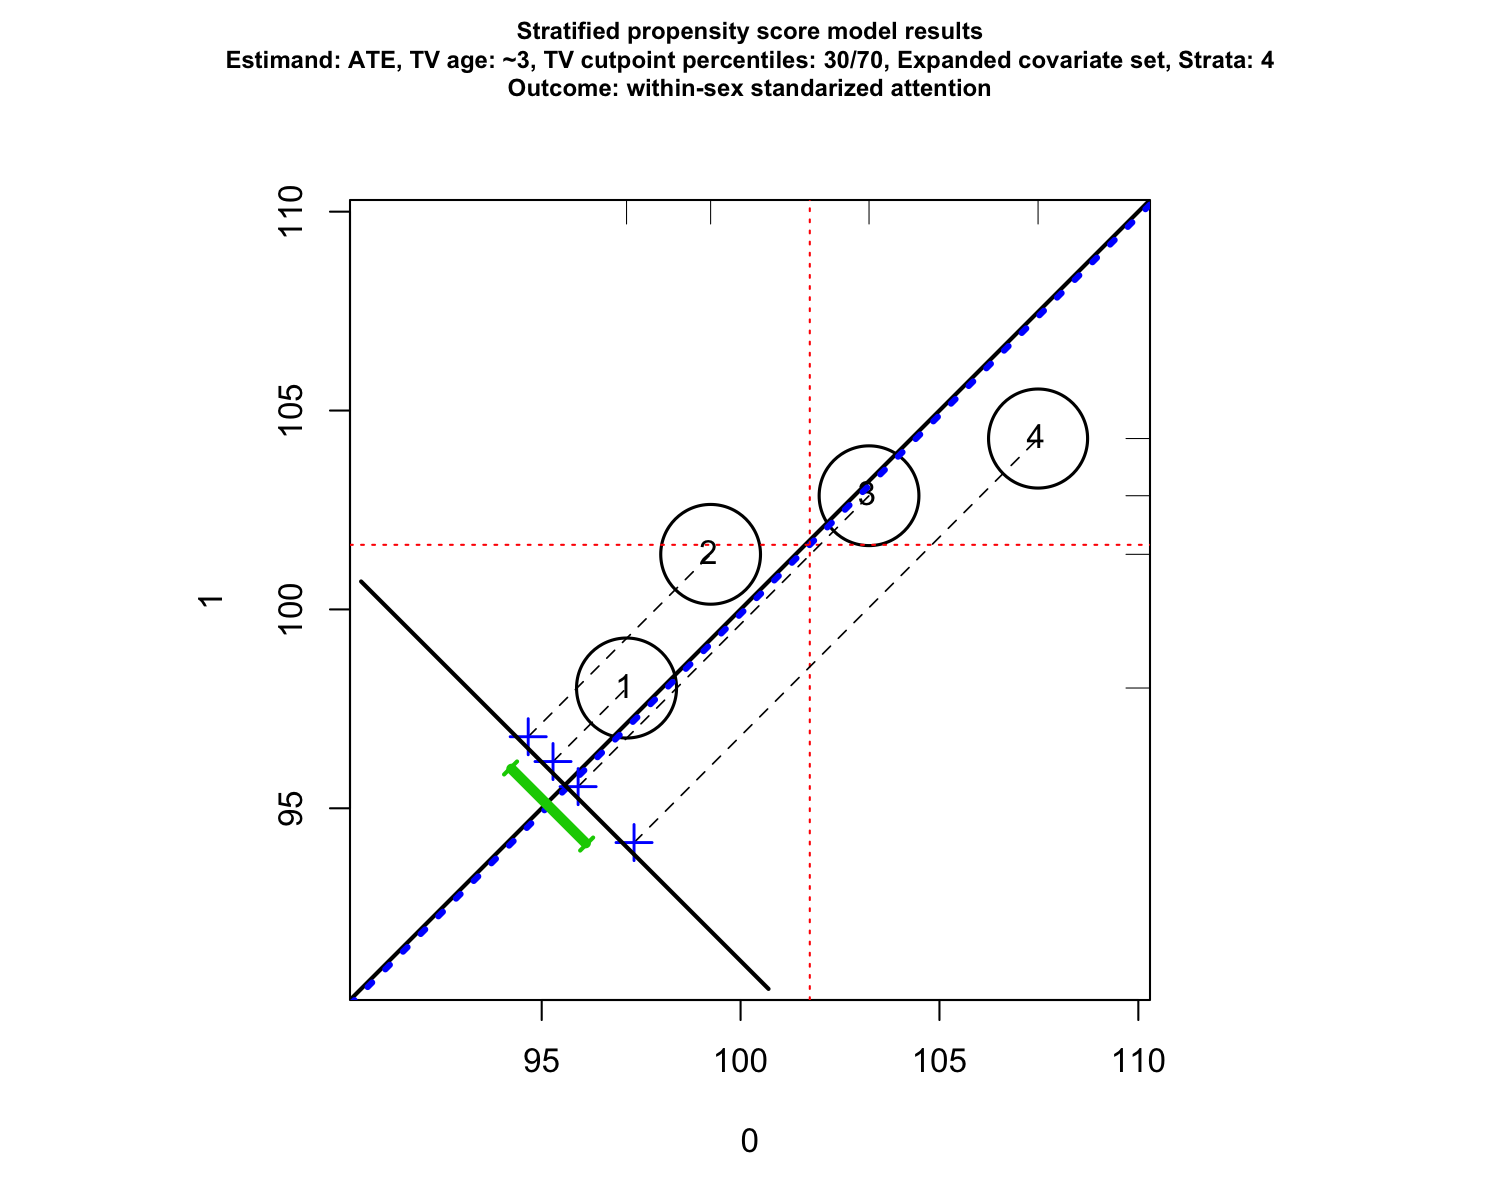 Stratified propensity score model results
Estimand: ATE, TV age: ~3, TV cutpoint percentiles: 30/70, Expanded covariate set, Strata: 4
Outcome: within-sex standarized attention
110
105
4
3
2
100
1
1
95
95 100 105 110
0